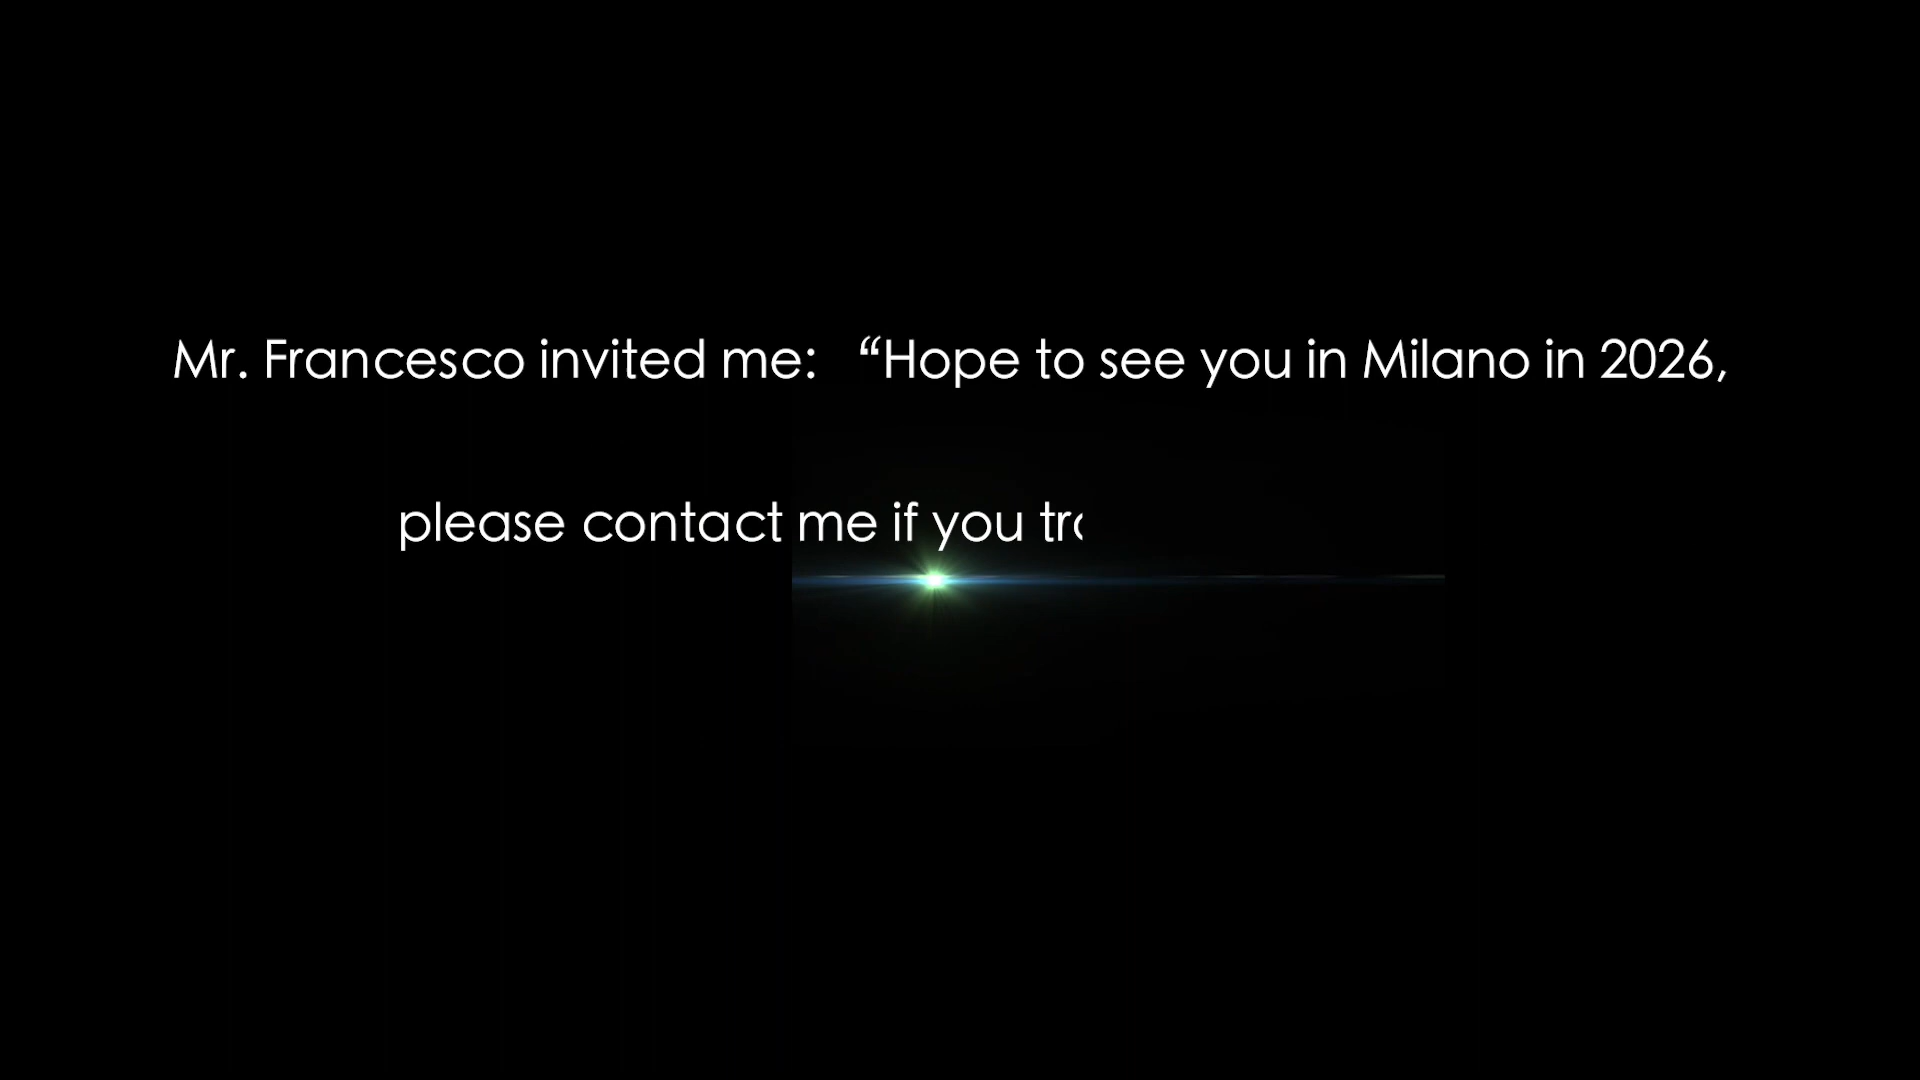 Mr. Francesco invited me: “Hope to see you in Milano in 2026,
please contact me if you